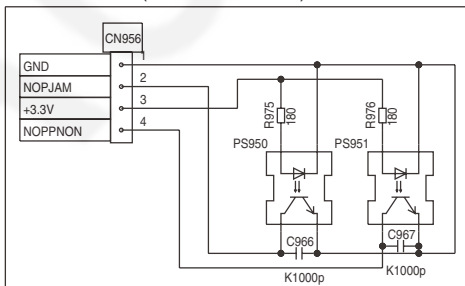 CN956
GND
1
NOPJAM
2
+3.3V
3
NOPPNON
4
R975
180
R976
180
PS950
PS951
C966
C967
K1000p
K1000p